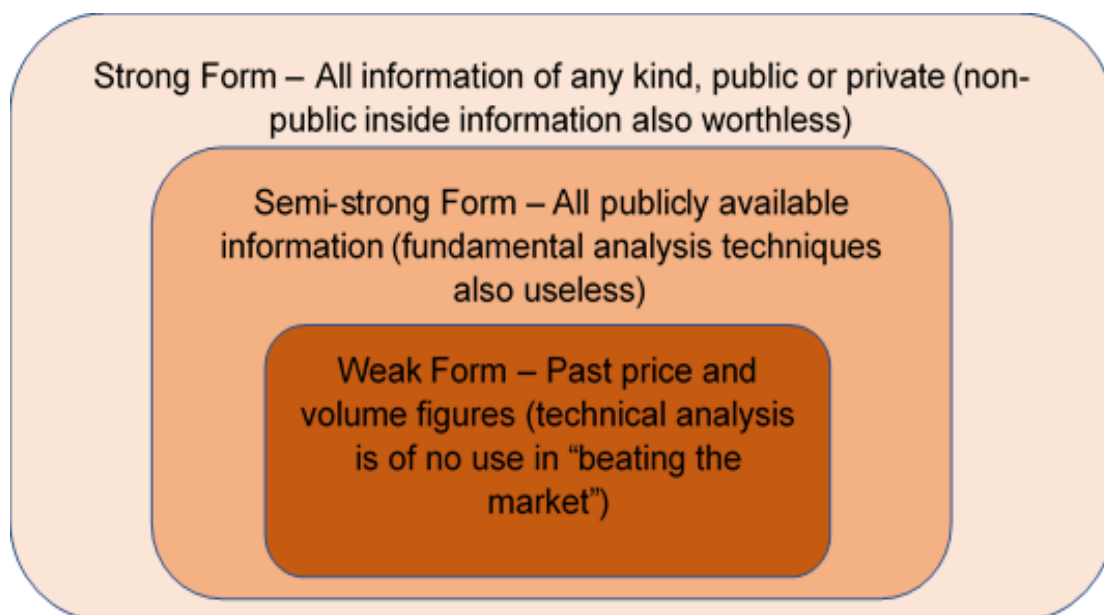 Strong Form – All information of any kind, public or private (non-
public inside information also worthless)
Semi-strong Form – All publicly available
information (fundamental analysis techniques
also useless)
Weak Form – Past price and
volume figures (technical analysis
is of no use in “beating the
market”)